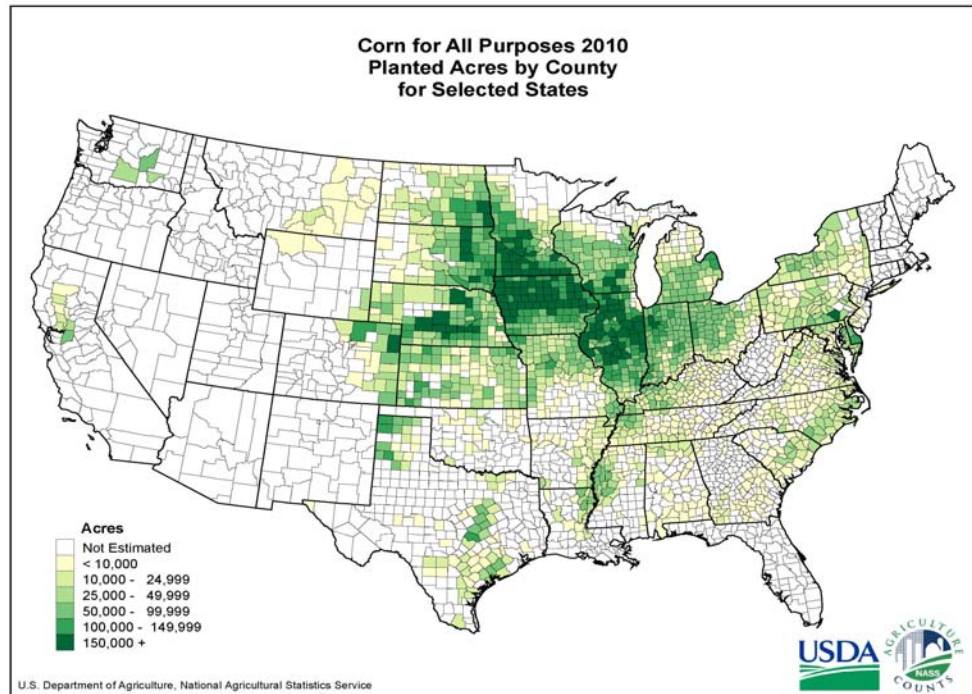 Corn for All Purposes 2010
Planted Acres by County
for Selected States
Acres
Not Estimated
< 10,000
10,000 - 24,999
25,000 - 49,999
50,000 - 99,999
100,000 - 149,999
150,000 +
U.S. Department of Agriculture, National Agricultural Statistics Service
USDA
AGRICULTURE
NASS
COUNTS